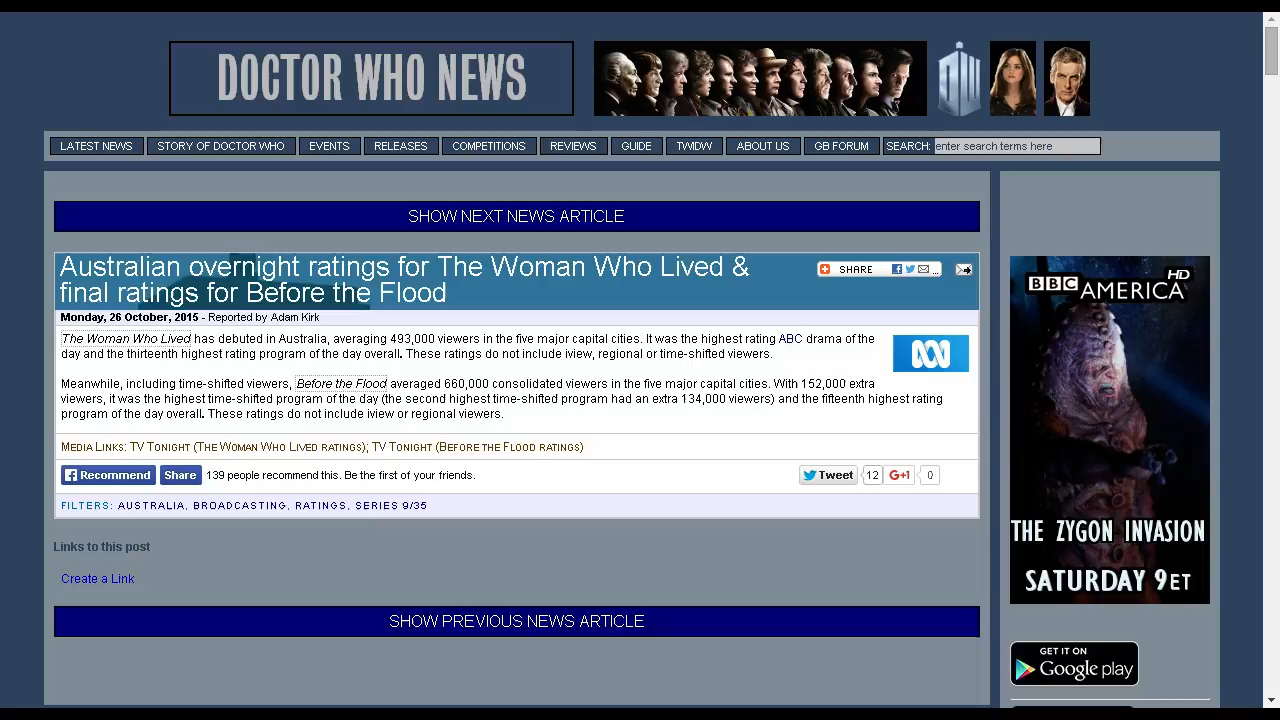 DOCTOR WHO NEWS
LATEST NEWS
STORY OF DOCTOR WHO
EVENTS
RELEASES
COMPETITIONS
REVIEWS
GUIDE
TWIDW
ABOUT US
GB FORUM
SEARCH: enter search terms here
SHOW NEXT NEWS ARTICLE
Australian overnight ratings for The Woman Who Lived &
final ratings for Before the Flood
SHARE ...
Monday, 26 October, 2015 - Reported by Adam Kirk
The Woman Who Lived has debuted in Australia, averaging 493,000 viewers in the five major capital cities. It was the highest rating ABC drama of the
day and the thirteenth highest rating program of the day overall. These ratings do not include iview, regional or time-shifted viewers.
Meanwhile, including time-shifted viewers, Before the Flood averaged 660,000 consolidated viewers in the five major capital cities. With 152,000 extra
viewers, it was the highest time-shifted program of the day (the second highest time-shifted program had an extra 134,000 viewers) and the fifteenth highest rating
program of the day overall. These ratings do not include iview or regional viewers.
MEDIA LINKS: TV TONIGHT (THE WOMAN WHO LIVED RATINGS); TV TONIGHT (BEFORE THE FLOOD RATINGS)
Recommend Share 139 people recommend this. Be the first of your friends.
Tweet 12 G+1 0
FILTERS: AUSTRALIA, BROADCASTING, RATINGS, SERIES 9/35
Links to this post
Create a Link
SHOW PREVIOUS NEWS ARTICLE
BBC AMERICA HD
THE ZYGON INVASION
SATURDAY 9ET
GET IT ON
Google play